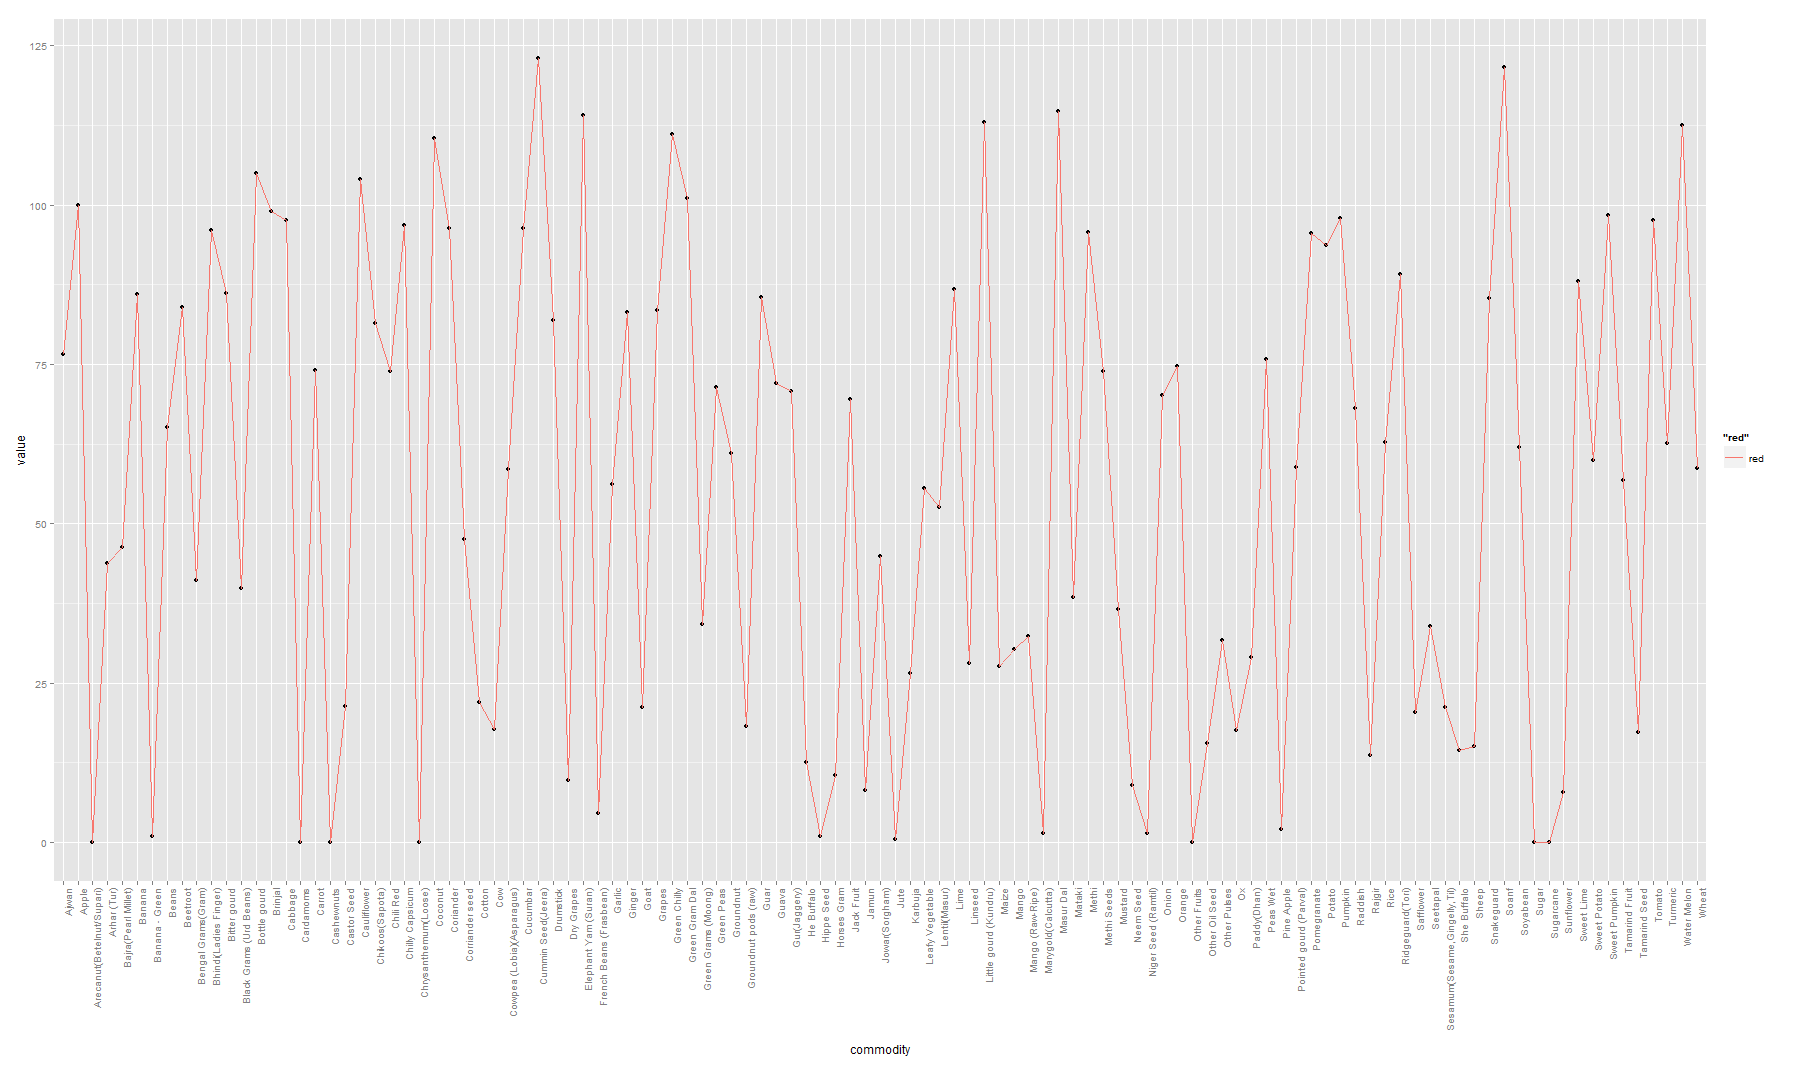 125
100
75
50
25
0
value
Ajwan
Apple
Arecanut(Betelnut/Supari)
Arhar (Tur)
Bajra(Pearl Millet)
Banana
Banana - Green
Beans
Beetroot
Bengal Grams(Gram)
Bhindi(Ladies Finger)
Bitter gourd
Black Grams (Urd Beans)
Bottle gourd
Brinjal
Cabbage
Cardamoms
Carrot
Cashewnuts
Castor Seed
Cauliflower
Chikoos(Sapota)
Chili Red
Chilly Capsicum
Chrysanthemum(Loose)
Coconut
Coriander
Corriander seed
Cotton
Cow
Cowpea (Lobia)(Asparagus)
Cucumbar
Cummin Seed(Jeera)
Drumstick
Dry Grapes
Elephant Yam (Suran)
French Beans (Frasbean)
Garlic
Ginger
Goat
Grapes
Green Chilly
Green Gram Dal
Green Grams (Moong)
Green Peas
Groundnut
Groundnut pods (raw)
Guar
Guava
Gur(Jaggery)
He Buffalo
Hippe Seed
Horses Gram
Jack Fruit
Jamun
Jowar(Sorgham)
Jute
Karbuja
Leafy Vegetable
Lentil(Masur)
Lime
Linseed
Little gourd (Kundru)
Maize
Mango
Mango (Raw-Ripe)
Marygold(Calcutta)
Masur Dal
Mataki
Methi
Methi Seeds
Mustard
Neem Seed
Niger Seed (Ramtil)
Onion
Orange
Other Fruits
Other Oil Seed
Other Pulses
Ox
Paddy(Dhan)
Peas Wet
Pine Apple
Pointed gourd (Parval)
Pomegranate
Potato
Pumpkin
Raddish
Rajgir
Rice
Ridgeguard(Tori)
Safflower
Seetapal
Sesamum(Sesame,Gingelly,Til)
She Buffalo
Sheep
Snakeguard
Soanf
Soyabean
Sugar
Sugarcane
Sunflower
Sweet Lime
Sweet Potato
Sweet Pumpkin
Tamarind Fruit
Tamarind Seed
Tomato
Turmeric
Water Melon
Wheat
commodity
"red"
red